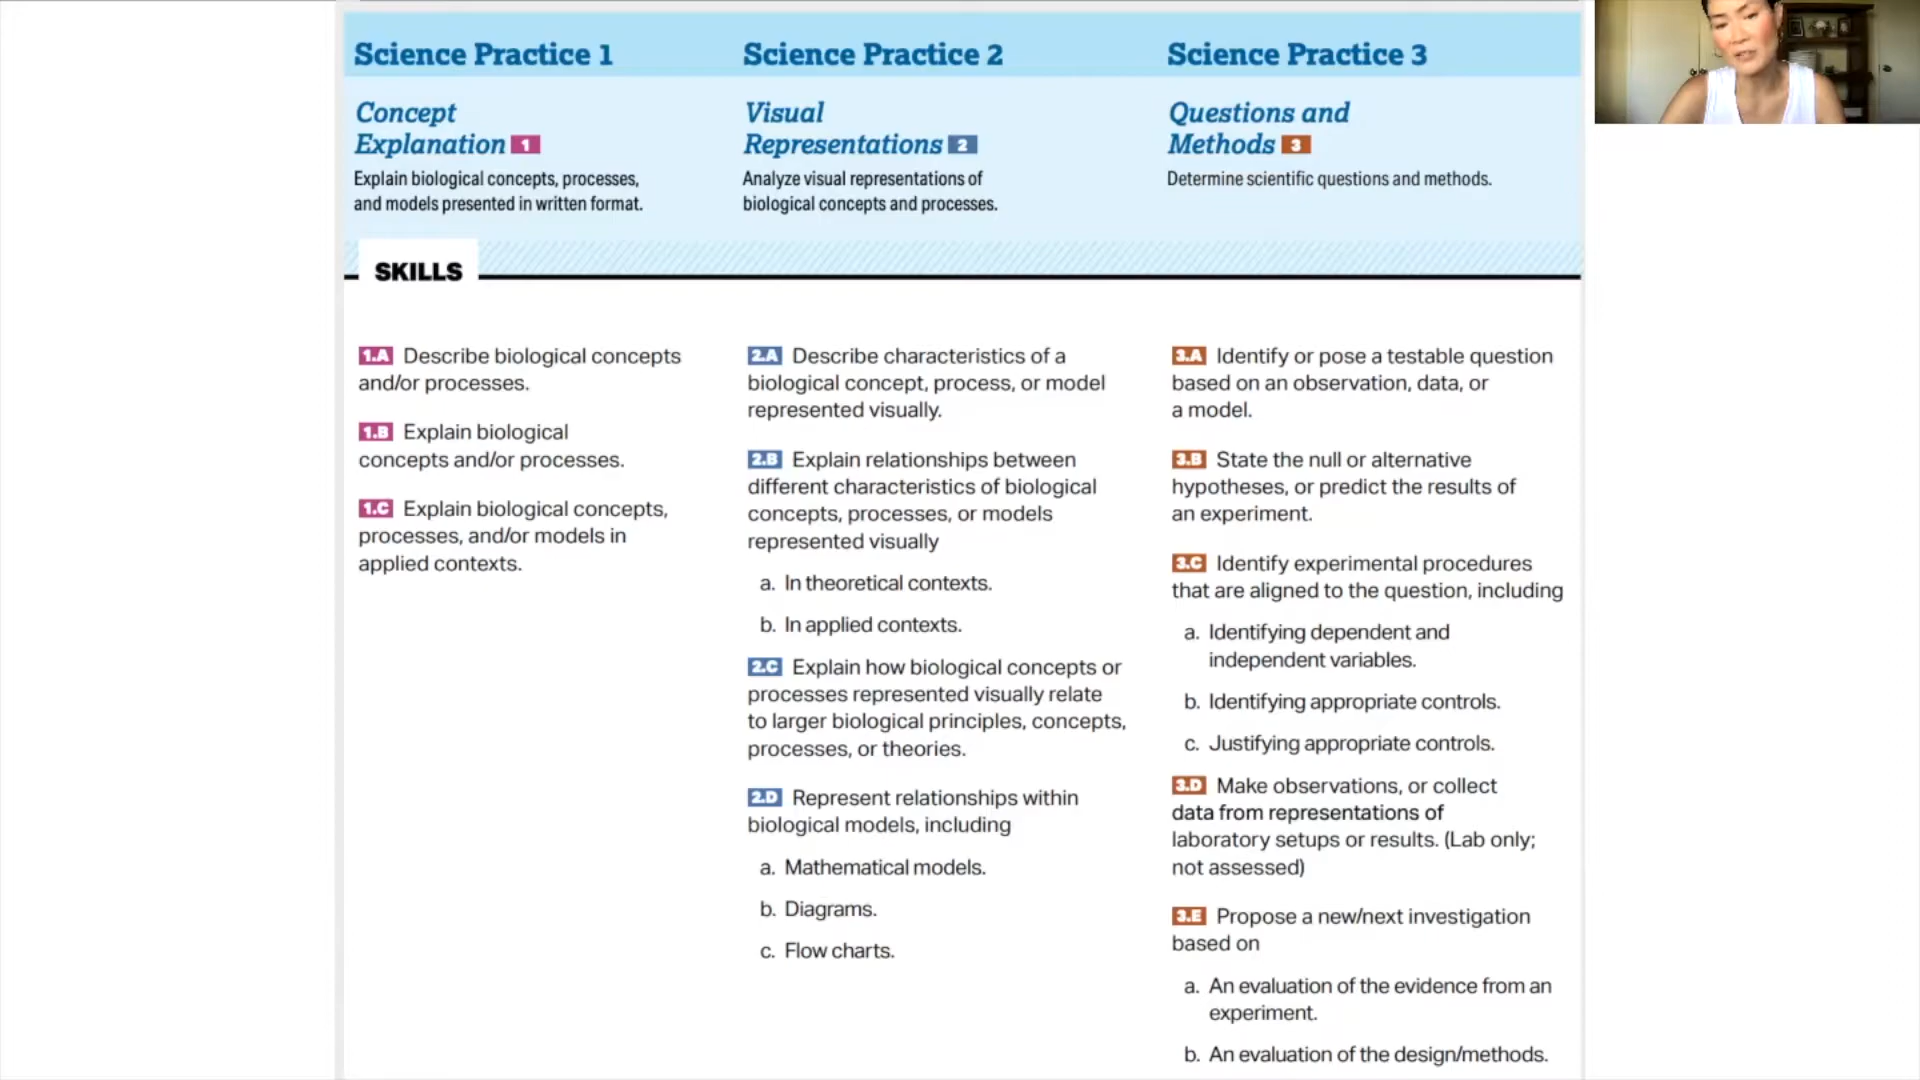 Science Practice 1
Science Practice 2
Science Practice 3
Concept
Explanation 1
Explain biological concepts, processes,
and models presented in written format.
Visual
Representations 2
Analyze visual representations of
biological concepts and processes.
Questions and
Methods 3
Determine scientific questions and methods.
SKILLS
1.A Describe biological concepts
and/or processes.
1.B Explain biological
concepts and/or processes.
1.C Explain biological concepts,
processes, and/or models in
applied contexts.
2.A Describe characteristics of a
biological concept, process, or model
represented visually.
2.B Explain relationships between
different characteristics of biological
concepts, processes, or models
represented visually
a. In theoretical contexts.
b. In applied contexts.
2.C Explain how biological concepts or
processes represented visually relate
to larger biological principles, concepts,
processes, or theories.
2.D Represent relationships within
biological models, including
a. Mathematical models.
b. Diagrams.
c. Flow charts.
3.A Identify or pose a testable question
based on an observation, data, or
a model.
3.B State the null or alternative
hypotheses, or predict the results of
an experiment.
3.C Identify experimental procedures
that are aligned to the question, including
a. Identifying dependent and
independent variables.
b. Identifying appropriate controls.
c. Justifying appropriate controls.
3.D Make observations, or collect
data from representations of
laboratory setups or results. (Lab only;
not assessed)
3.E Propose a new/next investigation
based on
a. An evaluation of the evidence from an
experiment.
b. An evaluation of the design/methods.